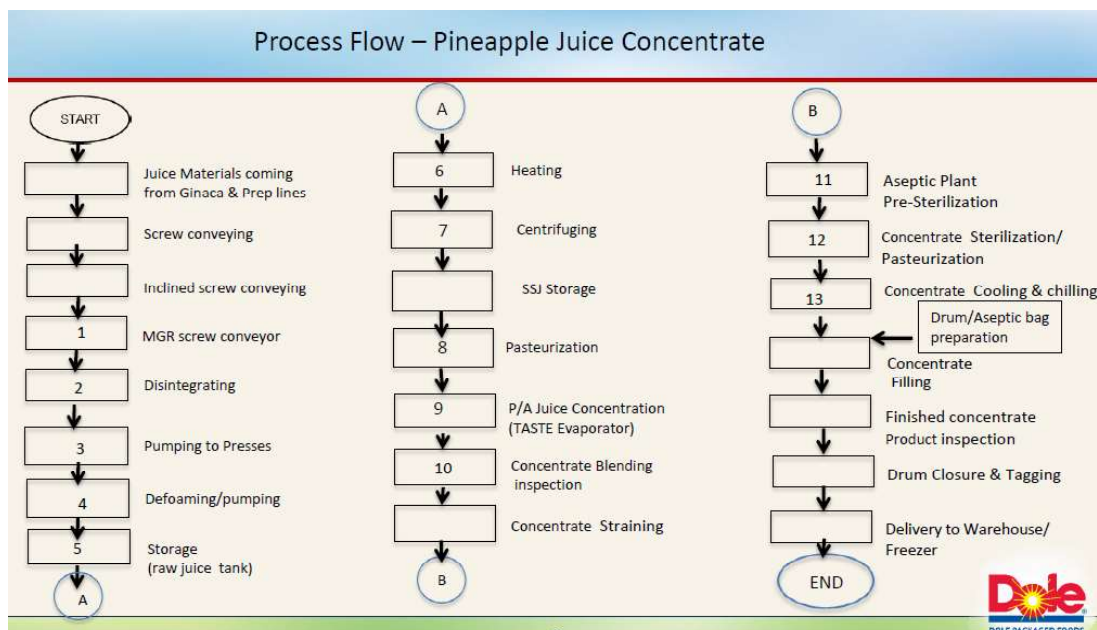 Process Flow – Pineapple Juice Concentrate
START
Juice Materials coming
from Ginaca & Prep lines
Screw conveying
Inclined screw conveying
1
MGR screw conveyor
2
Disintegrating
3
Pumping to Presses
4
Defoaming/pumping
5
Storage
(raw juice tank)
A
A
6
Heating
7
Centrifuging
SSJ Storage
8
Pasteurization
9
P/A Juice Concentration
(TASTE Evaporator)
10
Concentrate Blending
inspection
Concentrate Straining
B
B
11
Aseptic Plant
Pre-Sterilization
12
Concentrate Sterilization/
Pasteurization
13
Concentrate Cooling & chilling
Drum/Aseptic bag
preparation
Concentrate
Filling
Finished concentrate
Product inspection
Drum Closure & Tagging
Delivery to Warehouse/
Freezer
END
Dole
DOLE PACKAGED FOODS